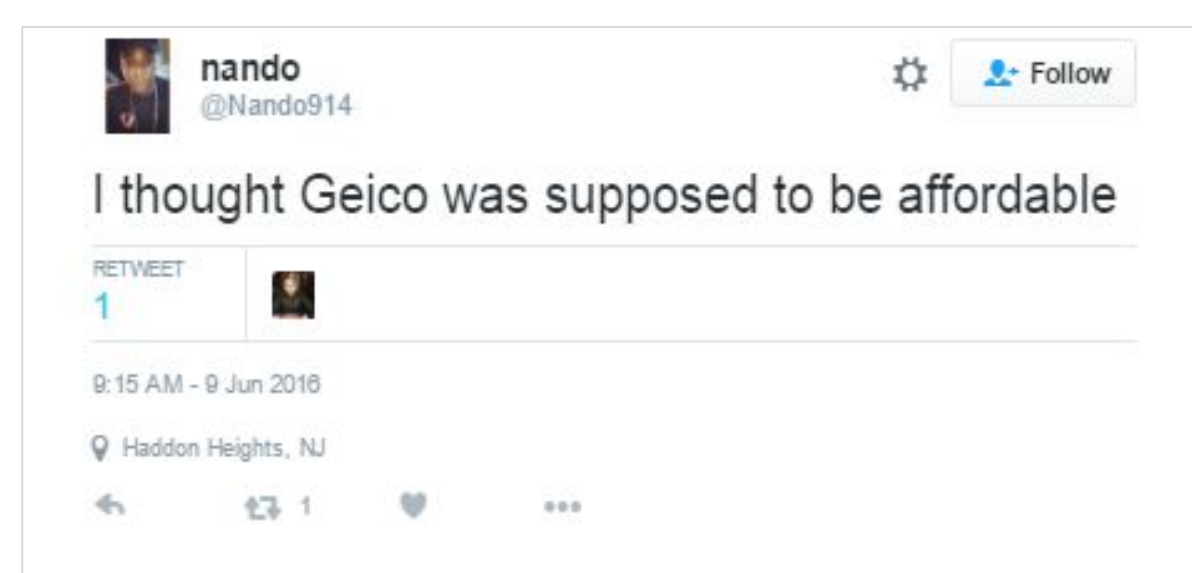 nando
@Nando914
Follow
I thought Geico was supposed to be affordable
RETWEET
1
9:15 AM - 9 Jun 2016
Haddon Heights, NJ
1